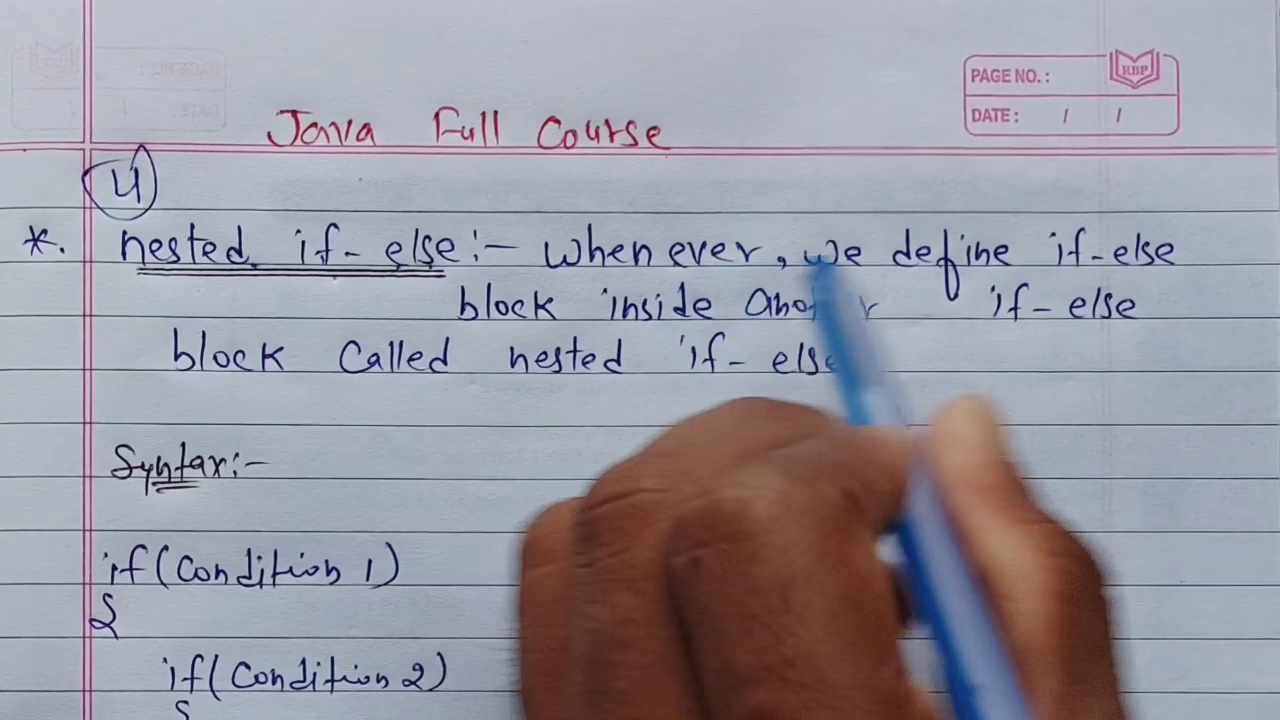 PAGE NO. :
RBP
DATE : / /
Java Full Course
4
*. nested if-else :- Whenever, we define if-else
block inside if-else
block Called nested if-else
Syntax:-
if(Condition 1)
{
if(Condition 2)
{